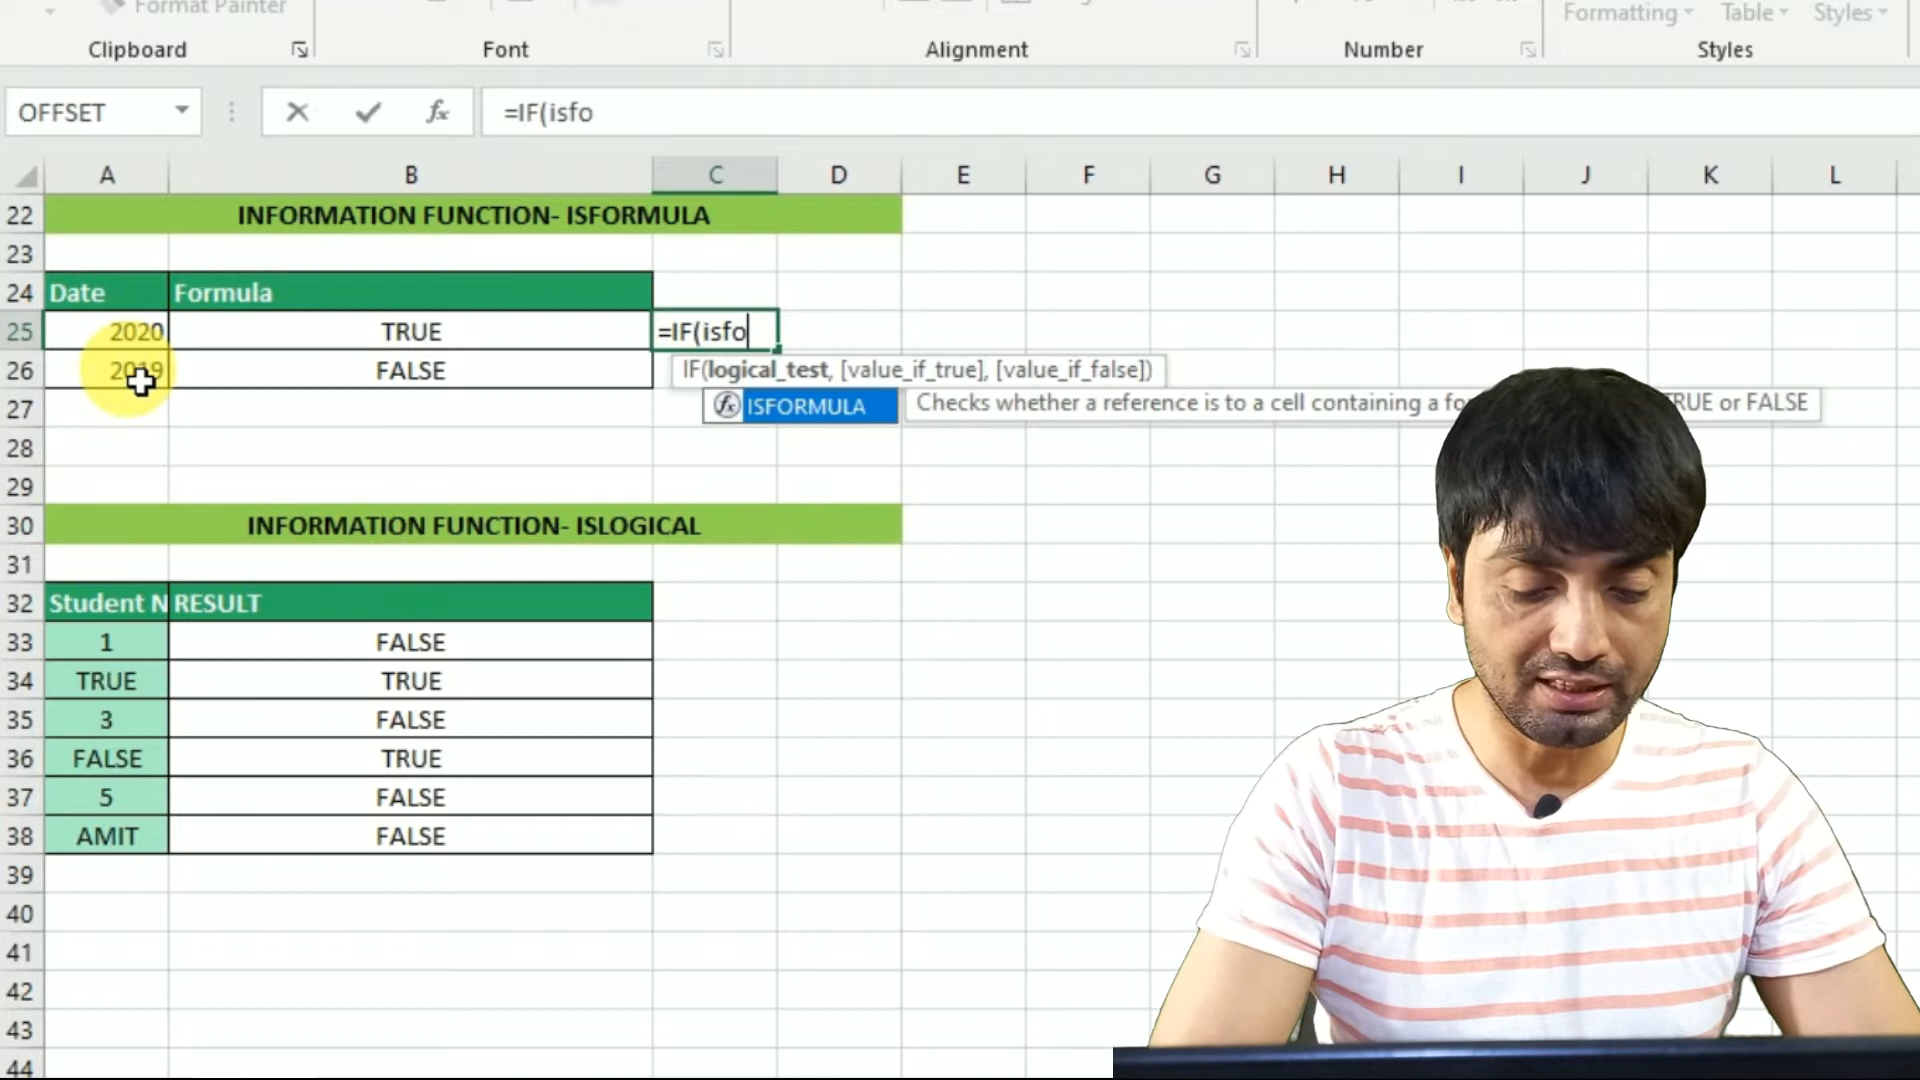 Format Painter
Formatting Table Styles
Clipboard Font Alignment Number Styles
OFFSET fx =IF(isfo
A B C D E F G H I J K L
22 INFORMATION FUNCTION- ISFORMULA
23
24 Date Formula
25 2020 TRUE =IF(isfo
26 2019 FALSE IF(logical_test, [value_if_true], [value_if_false])
27 fx ISFORMULA Checks whether a reference is to a cell containing a TRUE or FALSE
28
29
30 INFORMATION FUNCTION- ISLOGICAL
31
32 Student N RESULT
33 1 FALSE
34 TRUE TRUE
35 3 FALSE
36 FALSE TRUE
37 5 FALSE
38 AMIT FALSE
39
40
41
42
43
44